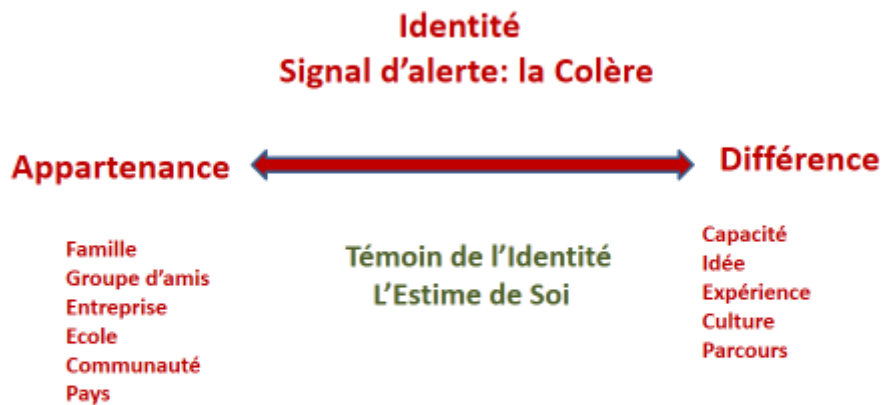 Identité
Signal d'alerte: la Colère
Appartenance
Différence
Famille
Groupe d'amis
Entreprise
Ecole
Communauté
Pays
Témoin de l'Identité
L'Estime de Soi
Capacité
Idée
Expérience
Culture
Parcours